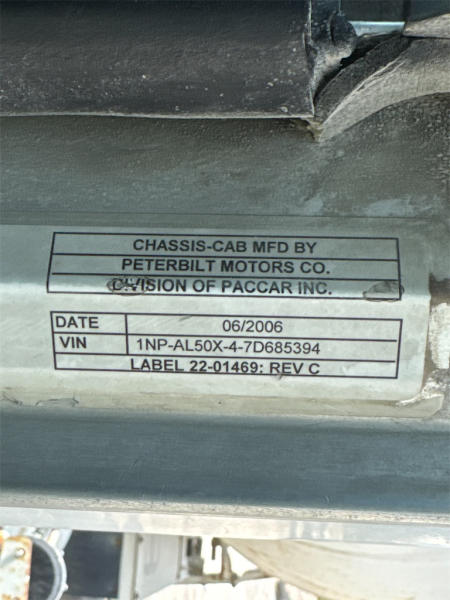 CHASSIS-CAB MFD BY
PETERBILT MOTORS CO.
DIVISION OF PACCAR INC.
DATE 06/2006
VIN 1NP-AL50X-4-7D685394
LABEL 22-01469: REV C